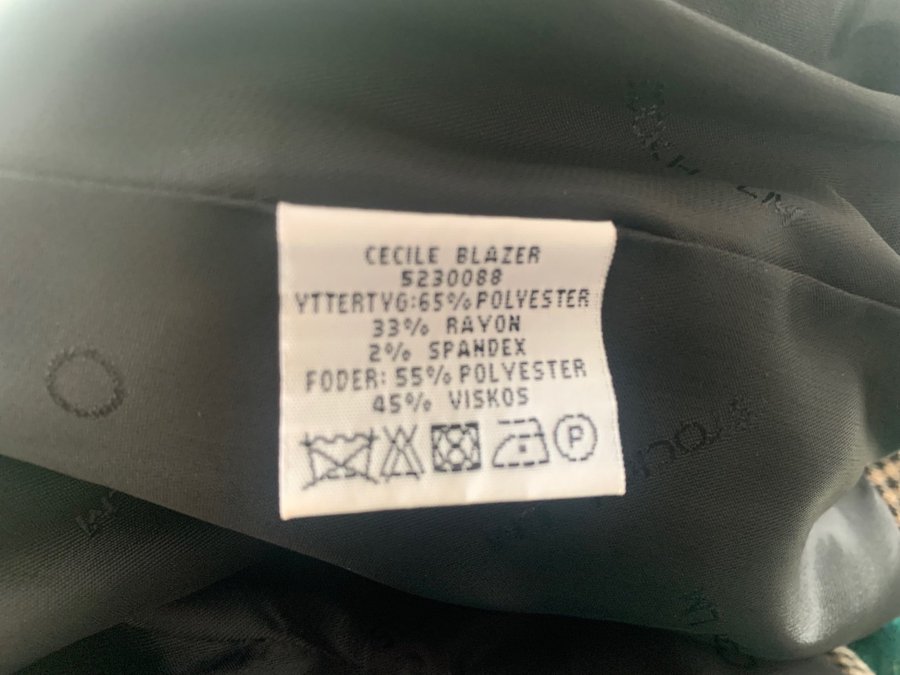 CECILE BLAZER
5230088
YTTERTYG:65% POLYESTER
33% RAYON
2% SPANDEX
FODER: 55% POLYESTER
45% VISKOS
P